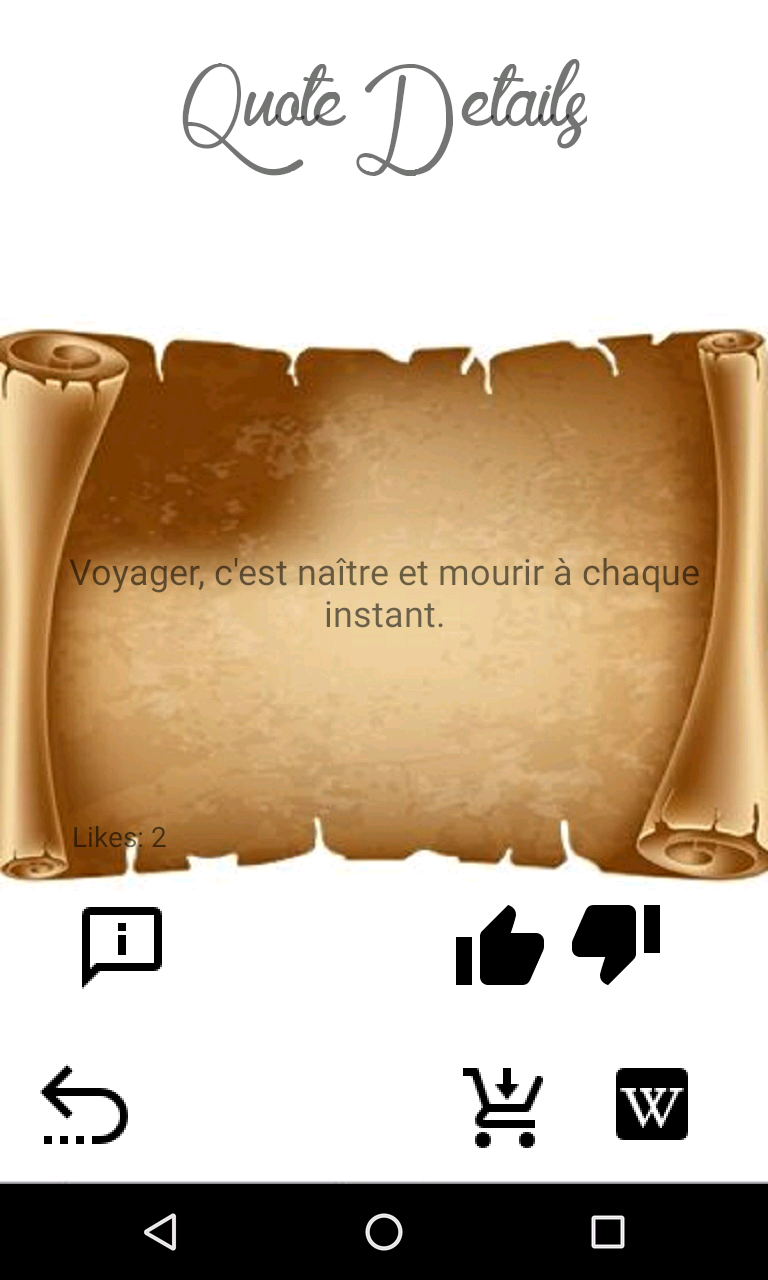 Quote Details
Voyager, c'est naître et mourir à chaque
instant.
Likes: 2
i
W